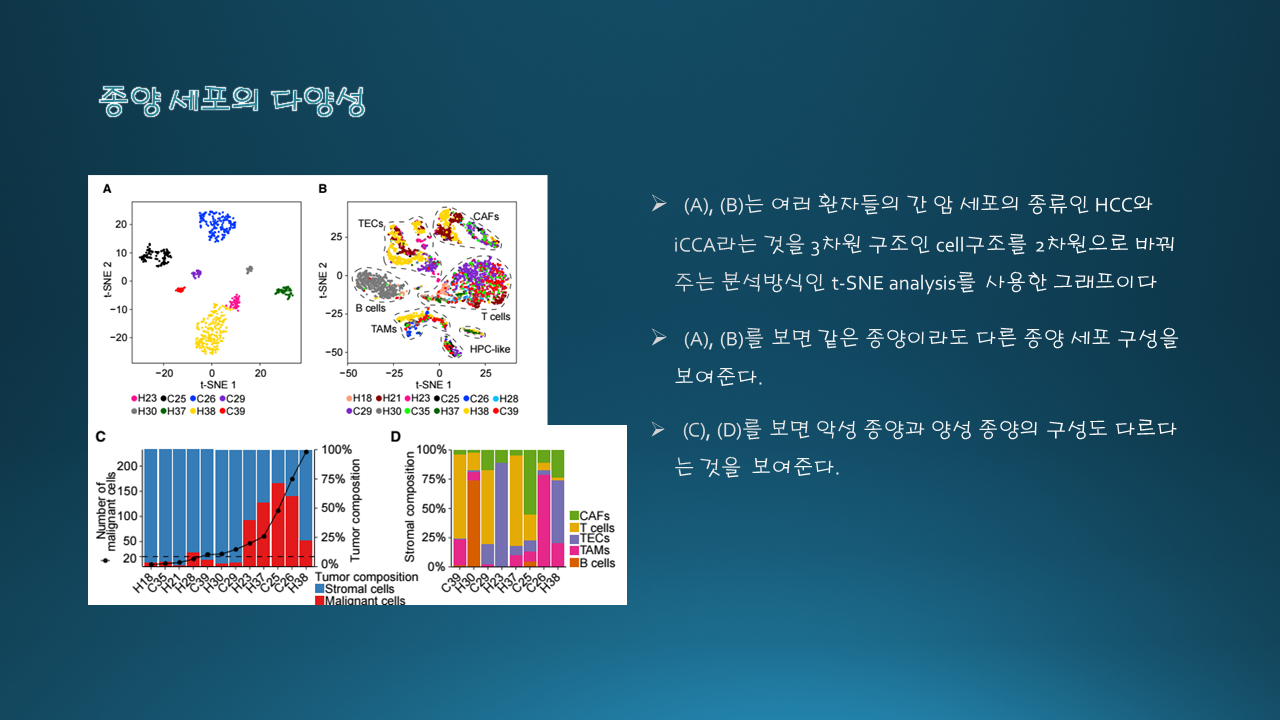 종양 세포의 다양성
A
t-SNE 2
20
10
0
−10
−20
−20 0 20
t-SNE 1
H23 C25 C26 C29
H30 H37 H38 C39
B
t-SNE 2
25
0
−25
−50
TECs
CAFs
B cells
T cells
TAMs
HPC-like
−50 −25 0 25
t-SNE 1
H18 H21 H23 C25 C26 H28
C29 H30 C35 H37 H38 C39
C
Number of
malignant cells
200
150
100
50
20
100%
75%
50%
25%
0%
Tumor composition
H18 C35 H21 H28 C39 H30 C29 H23 H37 C25 C26 H38
Tumor composition
Stromal cells
Malignant cells
D
Stromal composition
100%
75%
50%
25%
0%
C39 H30 C29 H23 H37 C25 C26 H38
CAFs
T cells
TECs
TAMs
B cells
➢ (A), (B)는 여러 환자들의 간 암 세포의 종류인 HCC와
iCCA라는 것을 3차원 구조인 cell구조를 2차원으로 바꿔
주는 분석방식인 t-SNE analysis를 사용한 그래프이다
➢ (A), (B)를 보면 같은 종양이라도 다른 종양 세포 구성을
보여준다.
➢ (C), (D)를 보면 악성 종양과 양성 종양의 구성도 다르다
는 것을 보여준다.